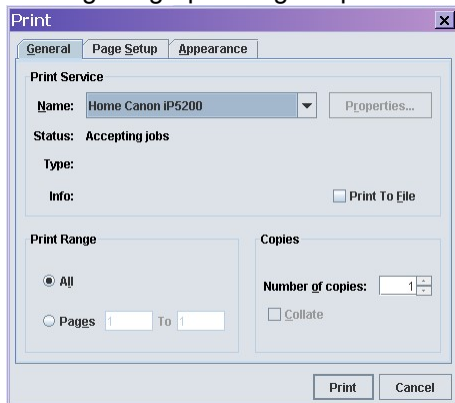 Print
General Page Setup Appearance
Print Service
Name: Home Canon iP5200 Properties...
Status: Accepting jobs
Type:
Info: Print To File
Print Range Copies
All Number of copies: 1
Pages 1 To 1 Collate
Print Cancel